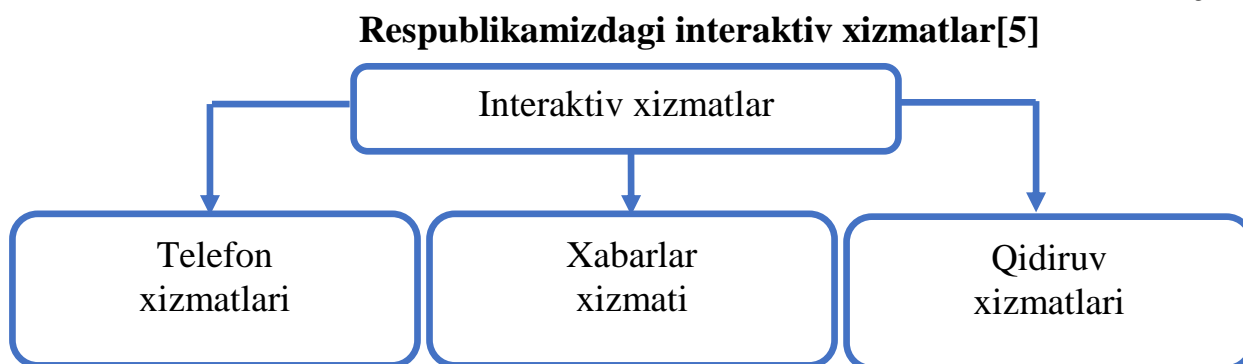 Respublikamizdagi interaktiv xizmatlar[5]
Interaktiv xizmatlar
Telefon
xizmatlari
Xabarlar
xizmati
Qidiruv
xizmatlari